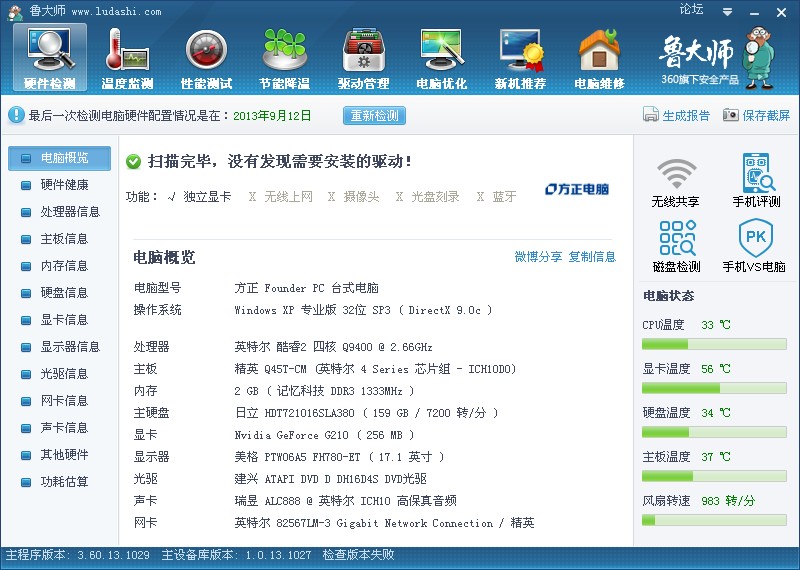 鲁大师 www.ludashi.com
论坛
硬件检测 温度监测 性能测试 节能降温 驱动管理 电脑优化 新机推荐 电脑维修
鲁大师
360旗下安全产品
最后一次检测电脑硬件配置情况是在：2013年9月12日 重新检测 生成报告 保存截屏
电脑概览
硬件健康
处理器信息
主板信息
内存信息
硬盘信息
显卡信息
显示器信息
光驱信息
网卡信息
声卡信息
其他硬件
功耗估算
扫描完毕，没有发现需要安装的驱动！
功能： √ 独立显卡 X 无线上网 X 摄像头 X 光盘刻录 X 蓝牙
方正电脑
电脑概览 微博分享 复制信息
电脑型号 方正 Founder PC 台式电脑
操作系统 Windows XP 专业版 32位 SP3 ( DirectX 9.0c )
处理器 英特尔 酷睿2 四核 Q9400 @ 2.66GHz
主板 精英 Q45T-CM (英特尔 4 Series 芯片组 - ICH10DO)
内存 2 GB ( 记忆科技 DDR3 1333MHz )
主硬盘 日立 HDT721016SLA380 ( 159 GB / 7200 转/分 )
显卡 Nvidia GeForce G210 ( 256 MB )
显示器 美格 PTW06A5 FH780-ET ( 17.1 英寸 )
光驱 建兴 ATAPI DVD D DH16D4S DVD光驱
声卡 瑞昱 ALC888 @ 英特尔 ICH10 高保真音频
网卡 英特尔 82567LM-3 Gigabit Network Connection / 精英
无线共享 手机评测
PK
磁盘检测 手机VS电脑
电脑状态
CPU温度 33 ℃
显卡温度 56 ℃
硬盘温度 34 ℃
主板温度 37 ℃
风扇转速 983 转/分
主程序版本: 3.60.13.1029 主设备库版本: 1.0.13.1027 检查版本失败